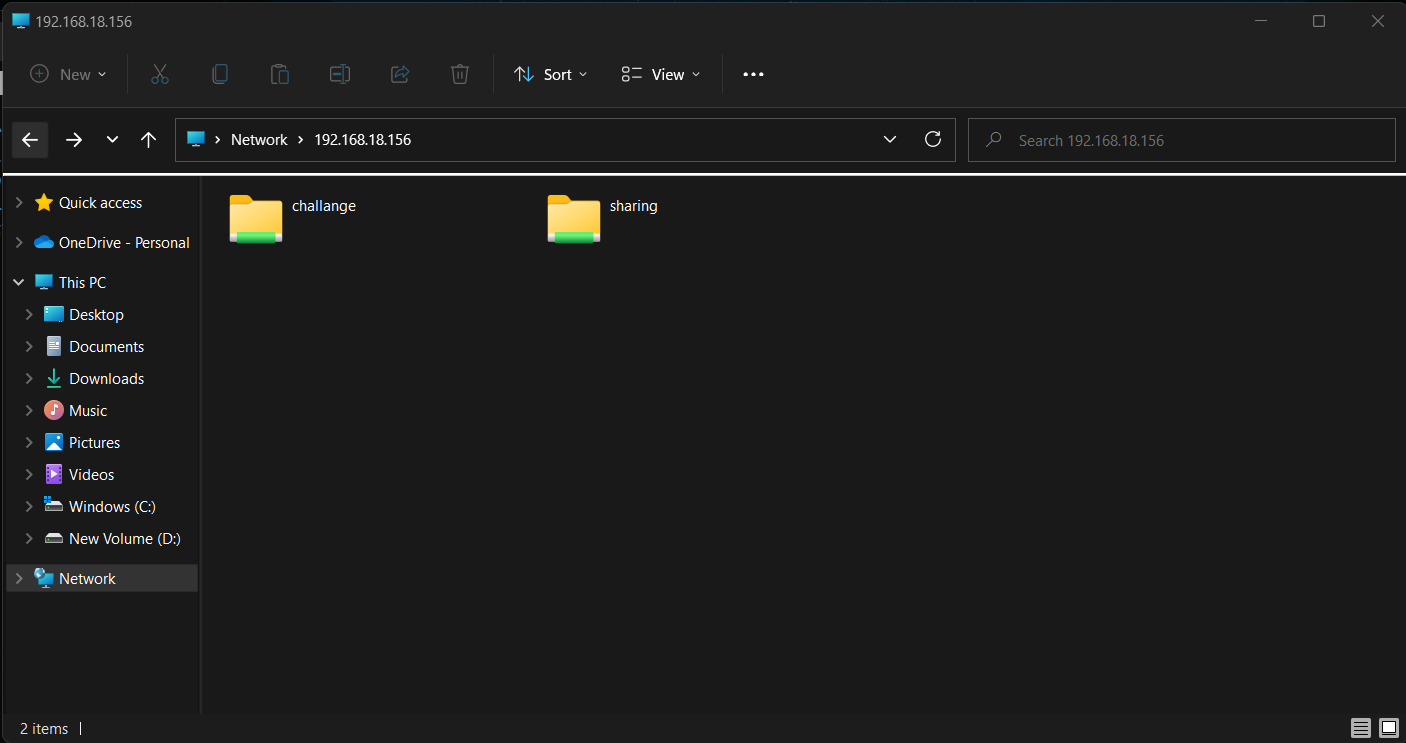 192.168.18.156
New
Sort
View
Network
192.168.18.156
Search 192.168.18.156
Quick access
OneDrive - Personal
This PC
Desktop
Documents
Downloads
Music
Pictures
Videos
Windows (C:)
New Volume (D:)
Network
challange
sharing
2 items